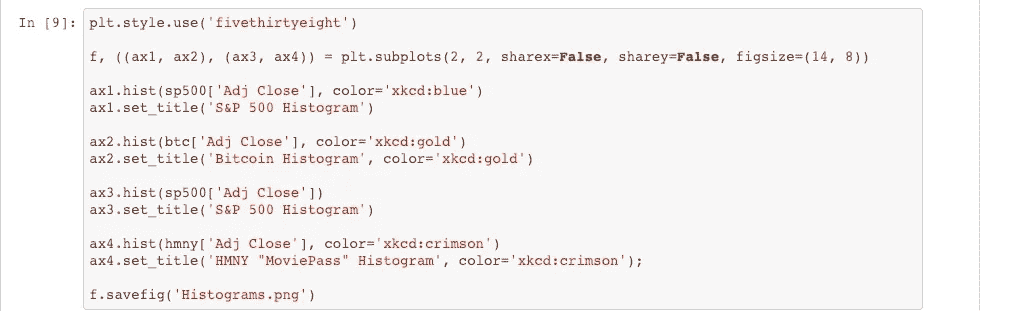 In [9]: plt.style.use('fivethirtyeight')
f, ((ax1, ax2), (ax3, ax4)) = plt.subplots(2, 2, sharex=False, sharey=False, figsize=(14, 8))
ax1.hist(sp500['Adj Close'], color='xkcd:blue')
ax1.set_title('S&P 500 Histogram')
ax2.hist(btc['Adj Close'], color='xkcd:gold')
ax2.set_title('Bitcoin Histogram', color='xkcd:gold')
ax3.hist(sp500['Adj Close'])
ax3.set_title('S&P 500 Histogram')
ax4.hist(hmny['Adj Close'], color='xkcd:crimson')
ax4.set_title('HMNY "MoviePass" Histogram', color='xkcd:crimson');
f.savefig('Histograms.png')